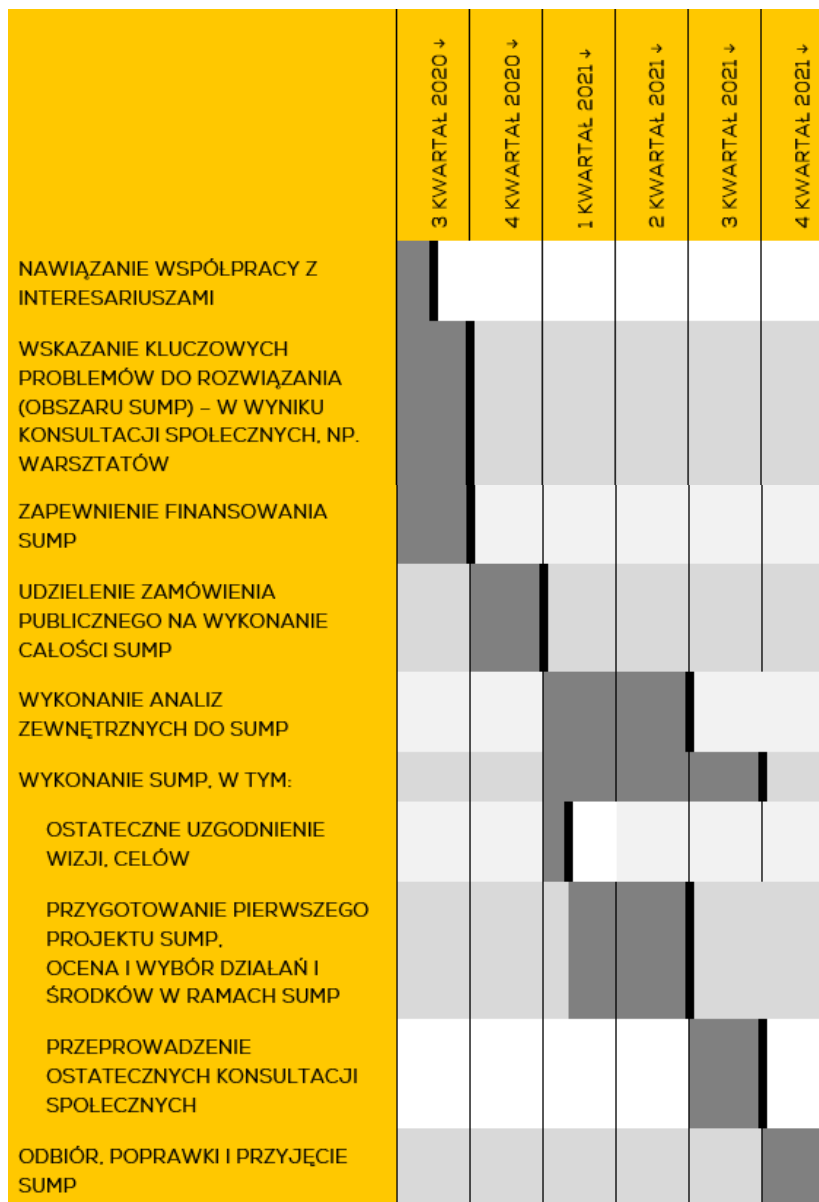 3 KWARTAŁ 2020 ↓
4 KWARTAŁ 2020 ↓
1 KWARTAŁ 2021 ↓
2 KWARTAŁ 2021 ↓
3 KWARTAŁ 2021 ↓
4 KWARTAŁ 2021 ↓
NAWIĄZANIE WSPÓŁPRACY Z
INTERESARIUSZAMI
WSKAZANIE KLUCZOWYCH
PROBLEMÓW DO ROZWIĄZANIA
(OBSZARU SUMP) – W WYNIKU
KONSULTACJI SPOŁECZNYCH, NP.
WARSZTATÓW
ZAPEWNIENIE FINANSOWANIA
SUMP
UDZIELENIE ZAMÓWIENIA
PUBLICZNEGO NA WYKONANIE
CAŁOŚCI SUMP
WYKONANIE ANALIZ
ZEWNĘTRZNYCH DO SUMP
WYKONANIE SUMP, W TYM:
OSTATECZNE UZGODNIENIE
WIZJI, CELÓW
PRZYGOTOWANIE PIERWSZEGO
PROJEKTU SUMP,
OCENA I WYBÓR DZIAŁAŃ I
ŚRODKÓW W RAMACH SUMP
PRZEPROWADZENIE
OSTATECZNYCH KONSULTACJI
SPOŁECZNYCH
ODBIÓR, POPRAWKI I PRZYJĘCIE
SUMP